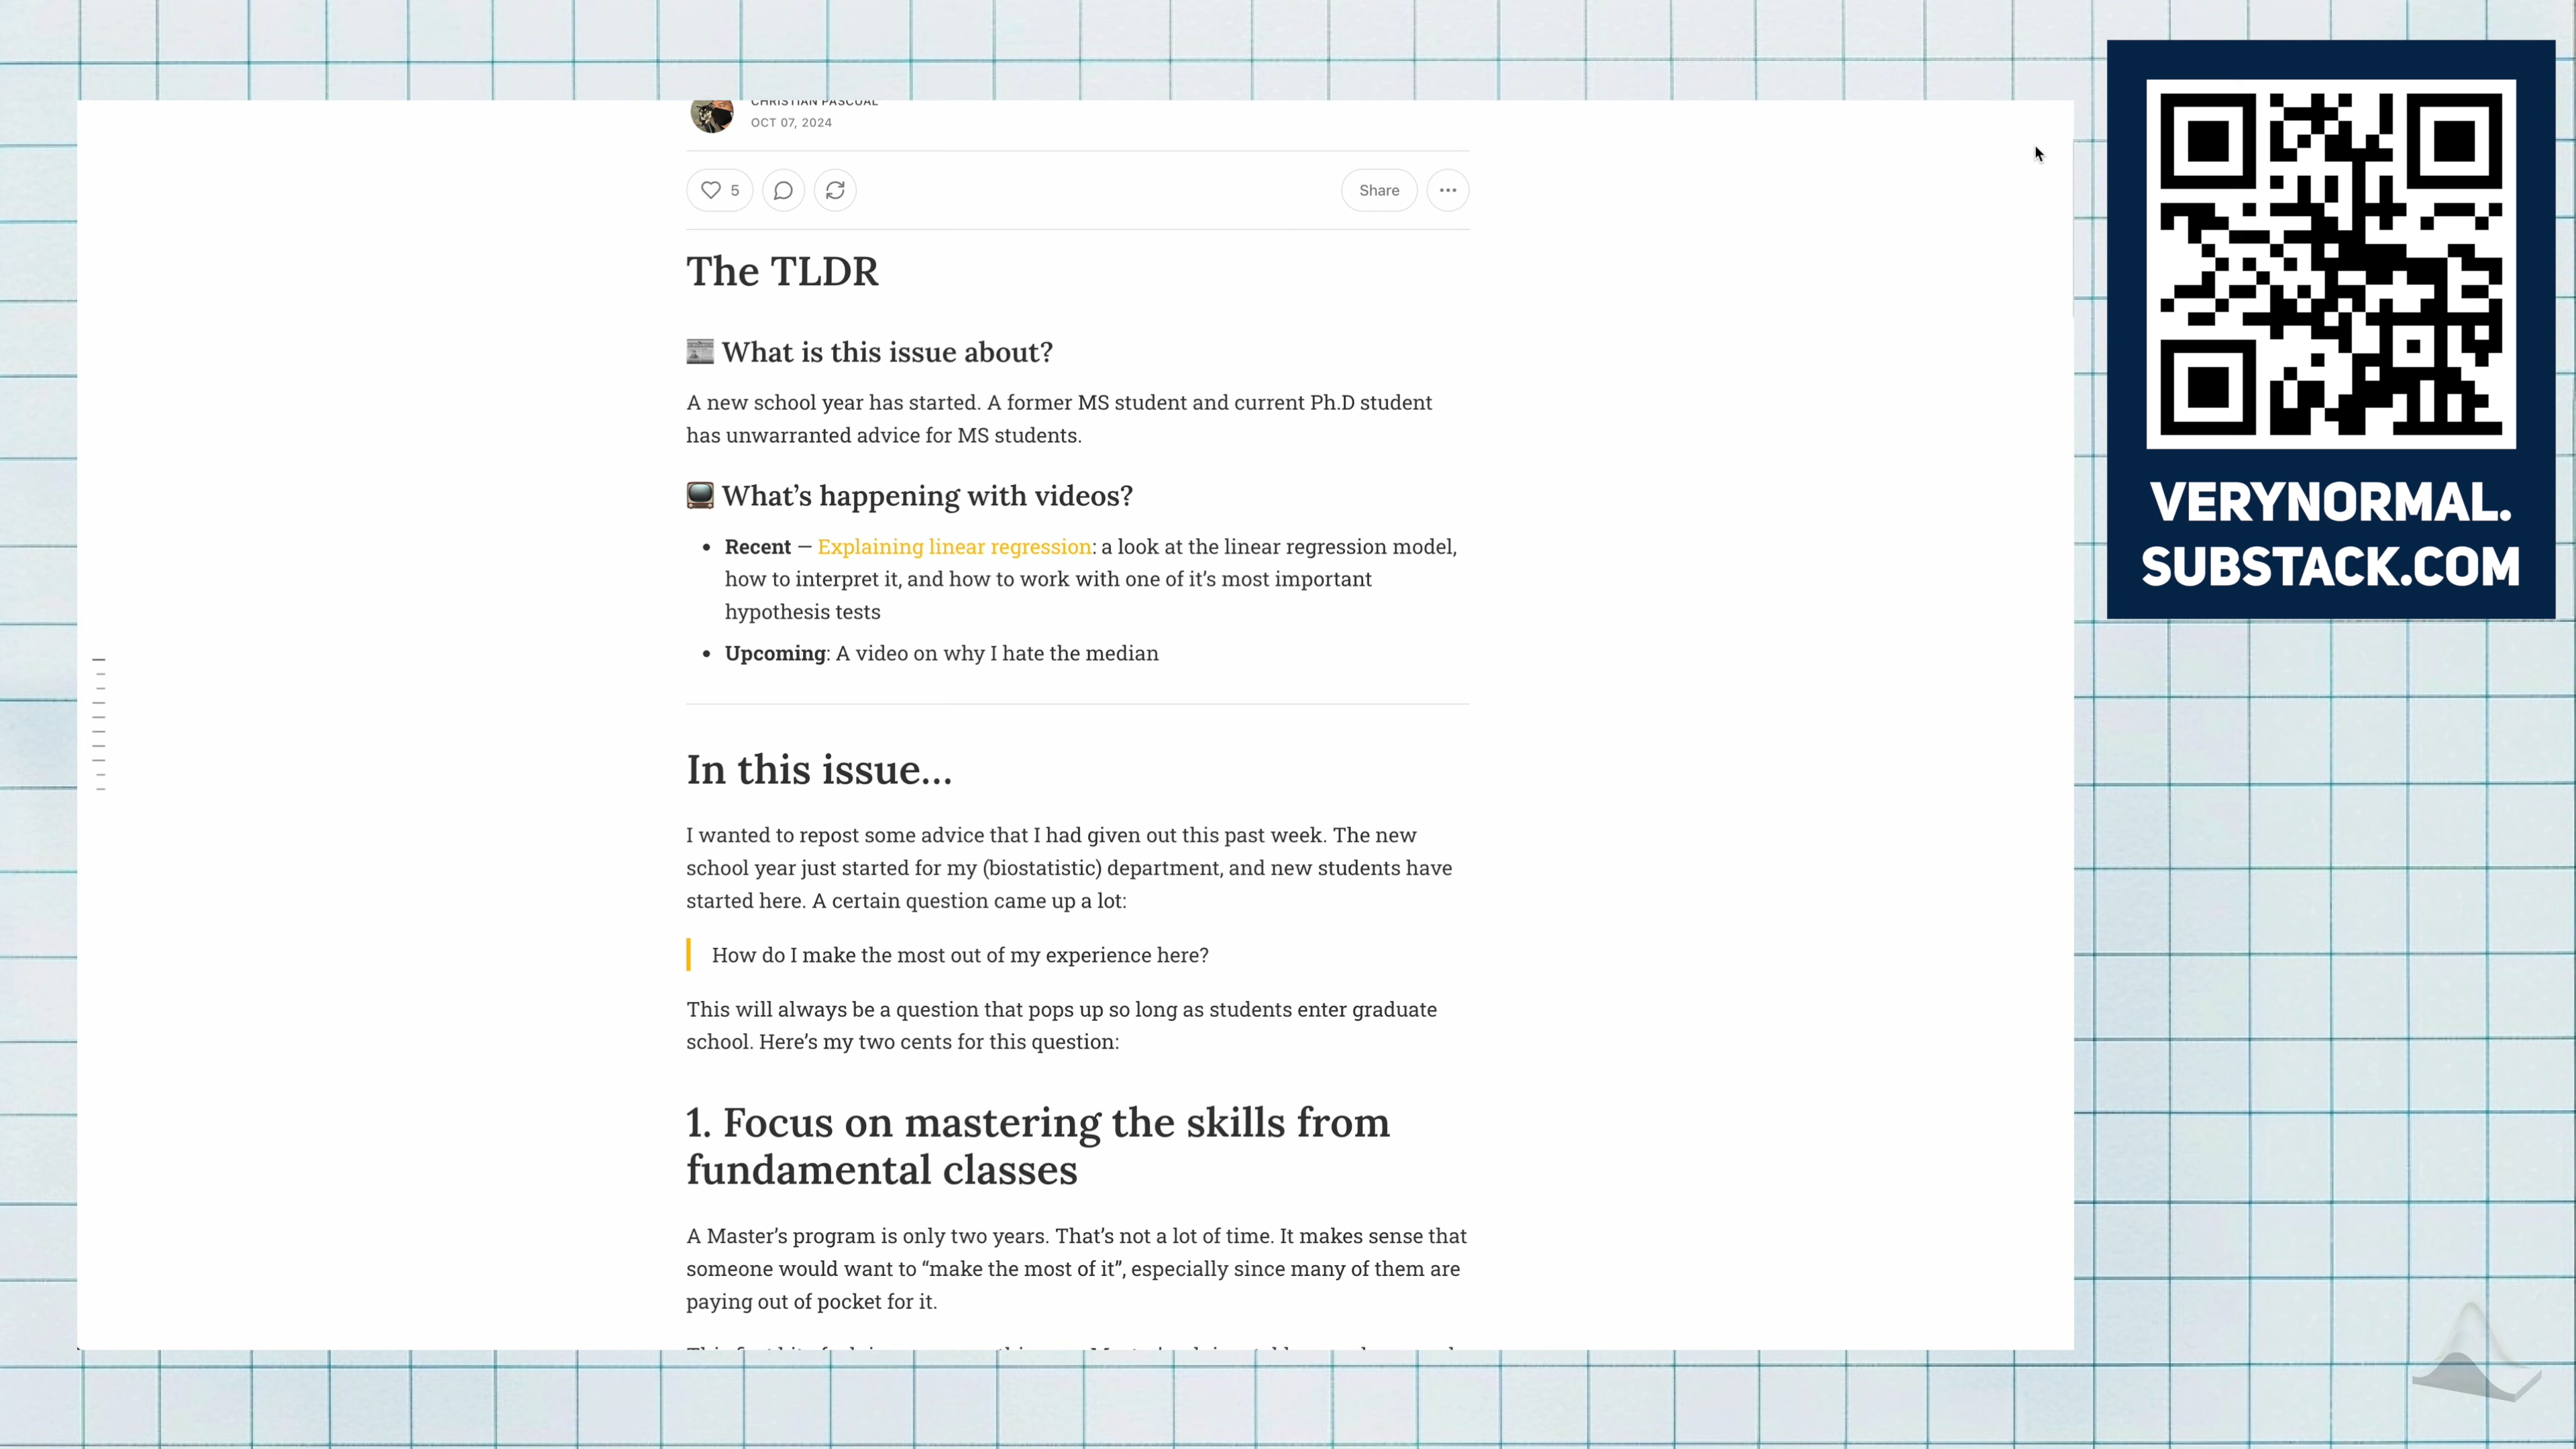 CHRISTIAN PASCUAL
OCT 07, 2024
5
Share
The TLDR
What is this issue about?
A new school year has started. A former MS student and current Ph.D student
has unwarranted advice for MS students.
What’s happening with videos?
• Recent — Explaining linear regression: a look at the linear regression model,
how to interpret it, and how to work with one of it’s most important
hypothesis tests
• Upcoming: A video on why I hate the median
In this issue...
I wanted to repost some advice that I had given out this past week. The new
school year just started for my (biostatistic) department, and new students have
started here. A certain question came up a lot:
How do I make the most out of my experience here?
This will always be a question that pops up so long as students enter graduate
school. Here’s my two cents for this question:
1. Focus on mastering the skills from
fundamental classes
A Master’s program is only two years. That’s not a lot of time. It makes sense that
someone would want to “make the most of it”, especially since many of them are
paying out of pocket for it.
VERYNORMAL.
SUBSTACK.COM